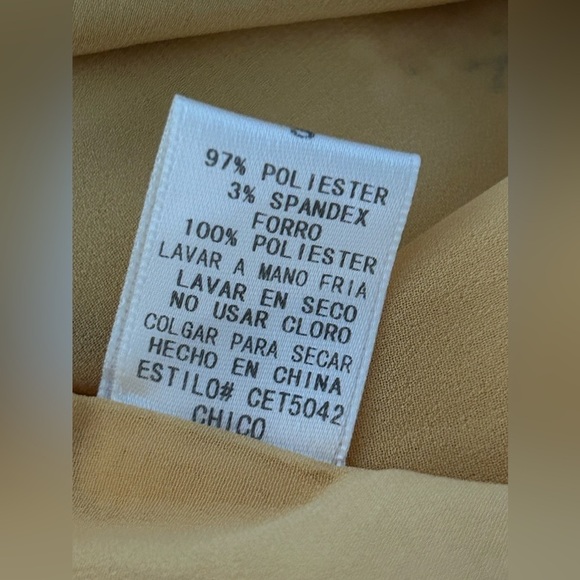 97% POLIESTER
3% SPANDEX
FORRO
100% POLIESTER
LAVAR A MANO FRIA
LAVAR EN SECO
NO USAR CLORO
COLGAR PARA SECAR
HECHO EN CHINA
ESTILO# CET5042
CHICO